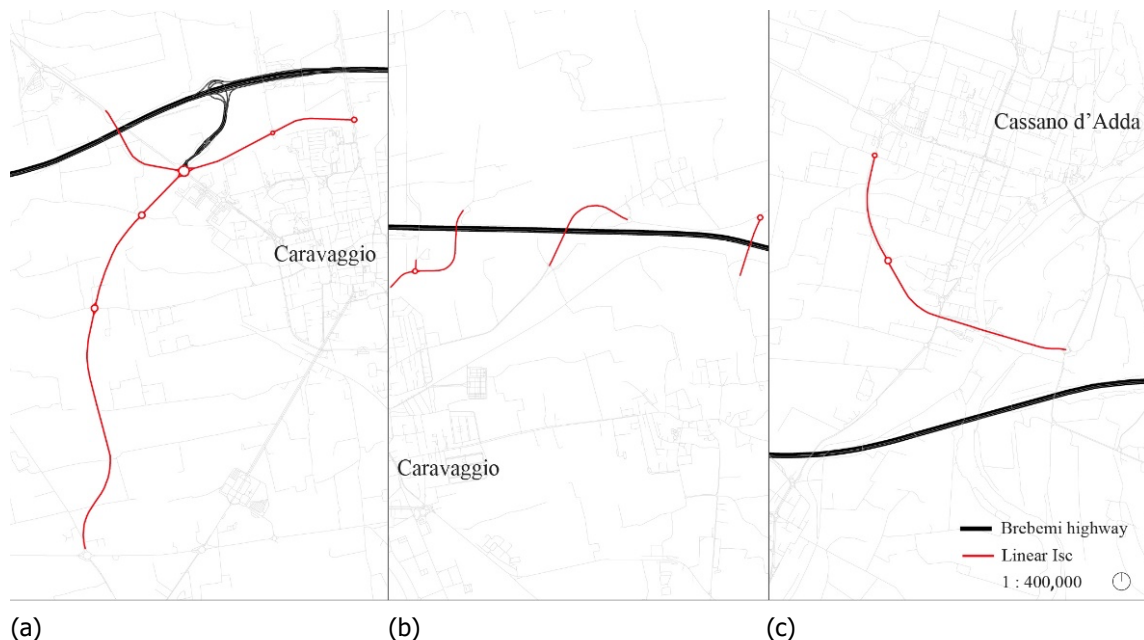 Caravaggio
Caravaggio
Cassano d'Adda
Brebemi highway
Linear Isc
1 : 400,000
(a)
(b)
(c)